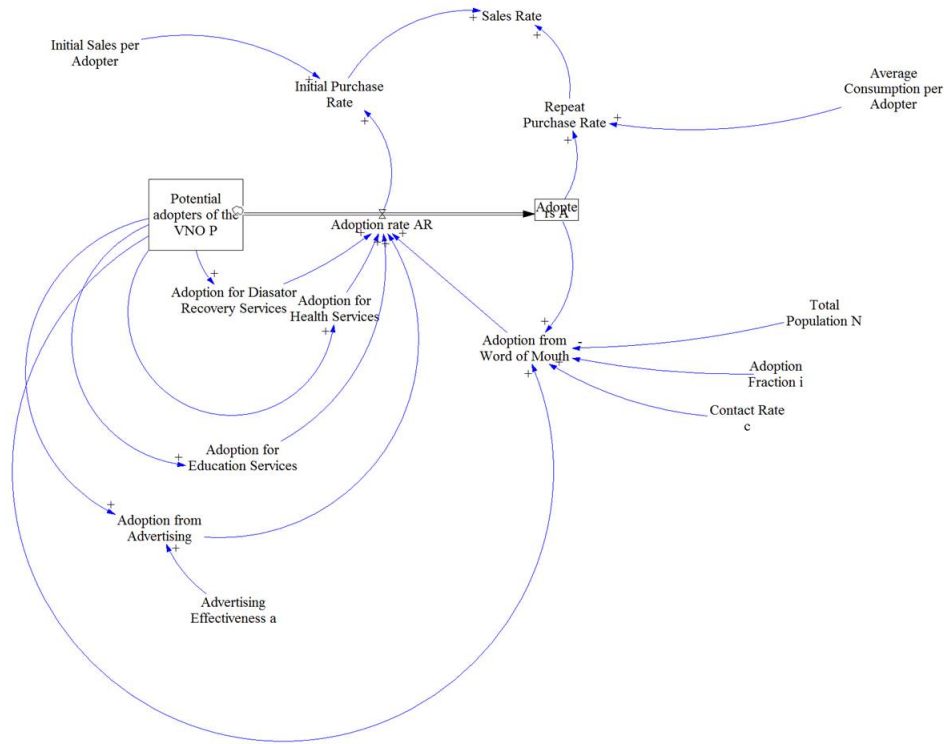 Sales Rate
Initial Sales per
Adopter
Initial Purchase
Rate
Average
Consumption per
Adopter
Repeat
Purchase Rate
Potential
adopters of the
VNO P
Adopte
rs A
Adoption rate AR
Adoption for Diasator
Recovery Services
Adoption for
Health Services
Total
Population N
Adoption from
Word of Mouth
Adoption
Fraction i
Contact Rate
c
Adoption for
Education Services
Adoption from
Advertising
Advertising
Effectiveness a